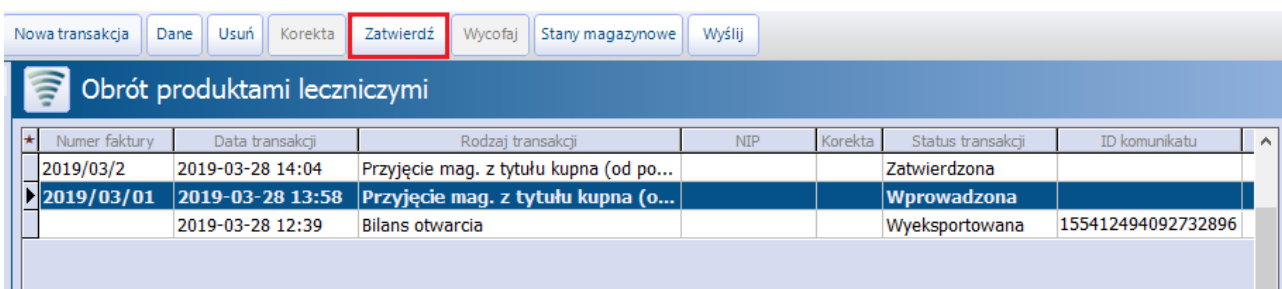 Nowa transakcja Dane Usuń Korekta Zatwierdź Wycofaj Stany magazynowe Wyślij
Obrót produktami leczniczymi
Numer faktury Data transakcji Rodzaj transakcji NIP Korekta Status transakcji ID komunikatu
2019/03/2 2019-03-28 14:04 Przyjęcie mag. z tytułu kupna (od po... Zatwierdzona
2019/03/01 2019-03-28 13:58 Przyjęcie mag. z tytułu kupna (o... Wprowadzona
2019-03-28 12:39 Bilans otwarcia Wyeksportowana 155412494092732896